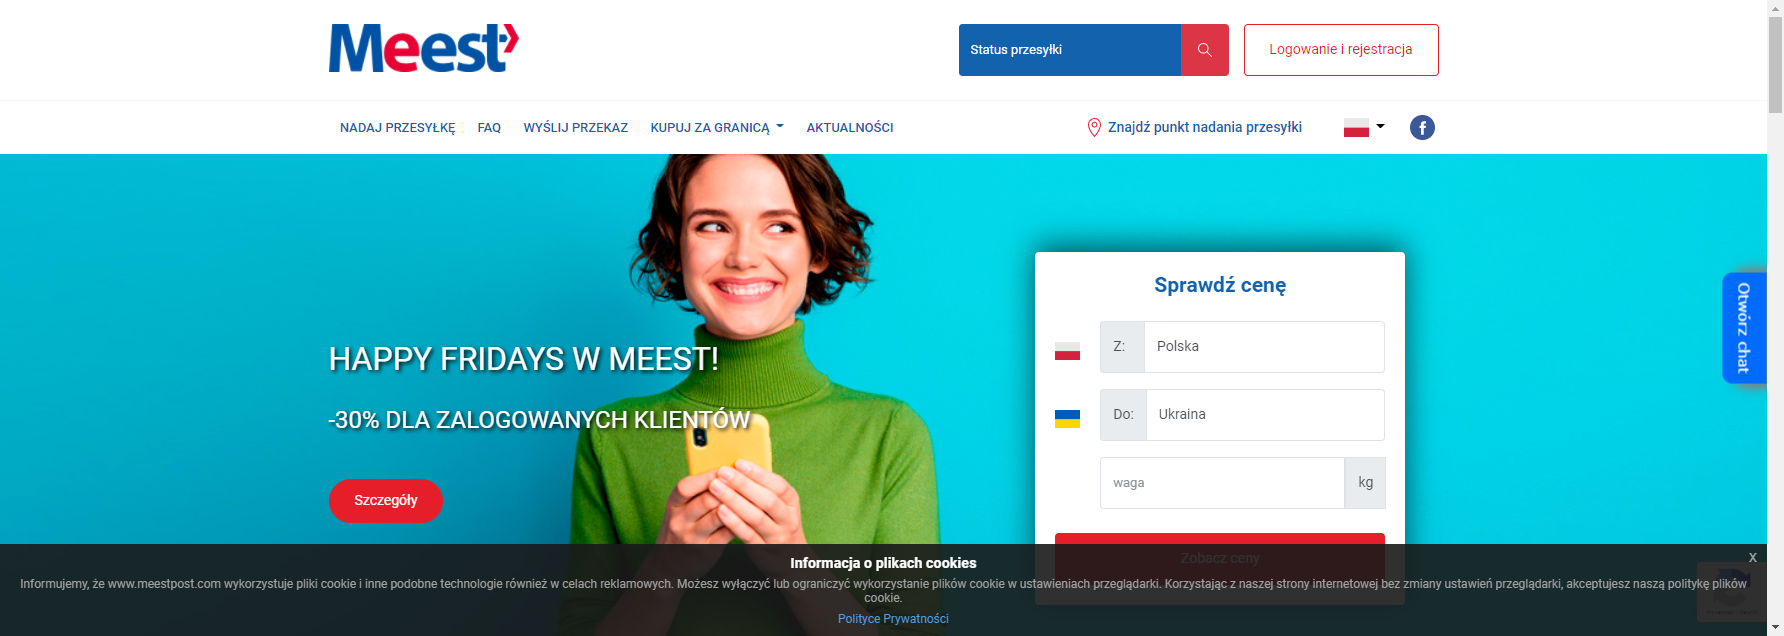 Meest
Status przesyłki
Logowanie i rejestracja
NADAJ PRZESYŁKĘ FAQ WYŚLIJ PRZEKAZ KUPUJ ZA GRANICĄ AKTUALNOŚCI
Znajdź punkt nadania przesyłki
f
Sprawdź cenę
Z: Polska
Do: Ukraina
waga kg
Zobacz ceny
HAPPY FRIDAYS W MEEST!
-30% DLA ZALOGOWANYCH KLIENTÓW
Szczegóły
Otwórz chat
Informacja o plikach cookies
X
Informujemy, że www.meestpost.com wykorzystuje pliki cookie i inne podobne technologie również w celach reklamowych. Możesz wyłączyć lub ograniczyć wykorzystanie plików cookie w ustawieniach przeglądarki. Korzystając z naszej strony internetowej bez zmiany ustawień przeglądarki, akceptujesz naszą politykę plików
cookie.
Polityce Prywatności